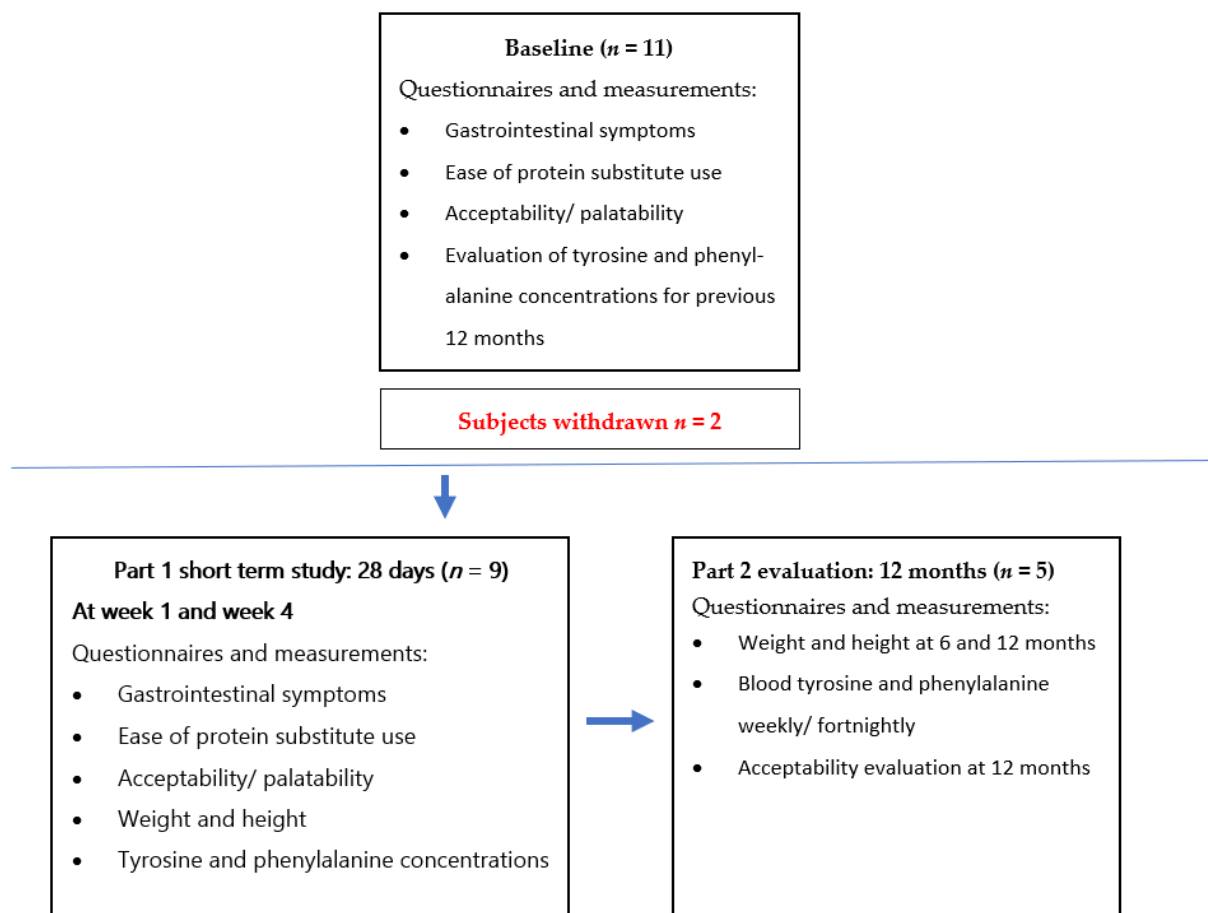 Baseline (n = 11)
Questionnaires and measurements:
• Gastrointestinal symptoms
• Ease of protein substitute use
• Acceptability/ palatability
• Evaluation of tyrosine and phenyl-
alanine concentrations for previous
12 months
Subjects withdrawn n = 2
Part 1 short term study: 28 days (n = 9)
At week 1 and week 4
Questionnaires and measurements:
• Gastrointestinal symptoms
• Ease of protein substitute use
• Acceptability/ palatability
• Weight and height
• Tyrosine and phenylalanine concentrations
Part 2 evaluation: 12 months (n = 5)
Questionnaires and measurements:
• Weight and height at 6 and 12 months
• Blood tyrosine and phenylalanine
weekly/ fortnightly
• Acceptability evaluation at 12 months